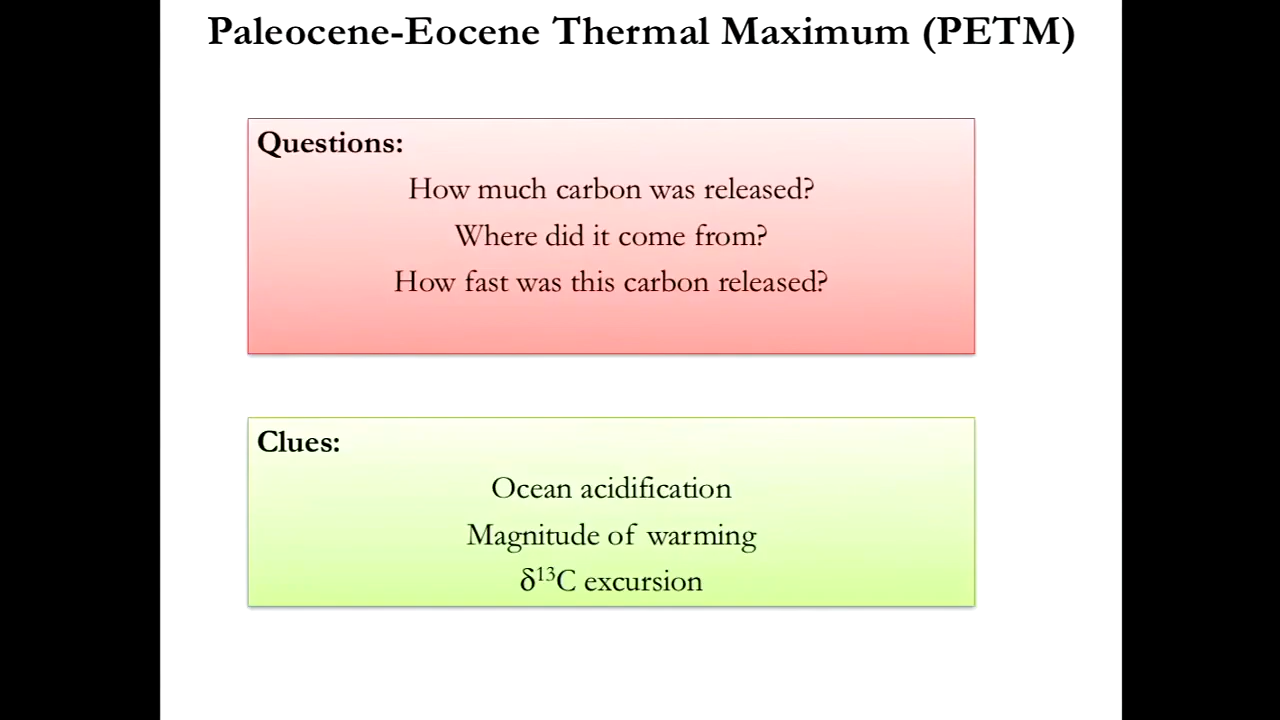 Paleocene-Eocene Thermal Maximum (PETM)
Questions:
How much carbon was released?
Where did it come from?
How fast was this carbon released?
Clues:
Ocean acidification
Magnitude of warming
δ¹³C excursion